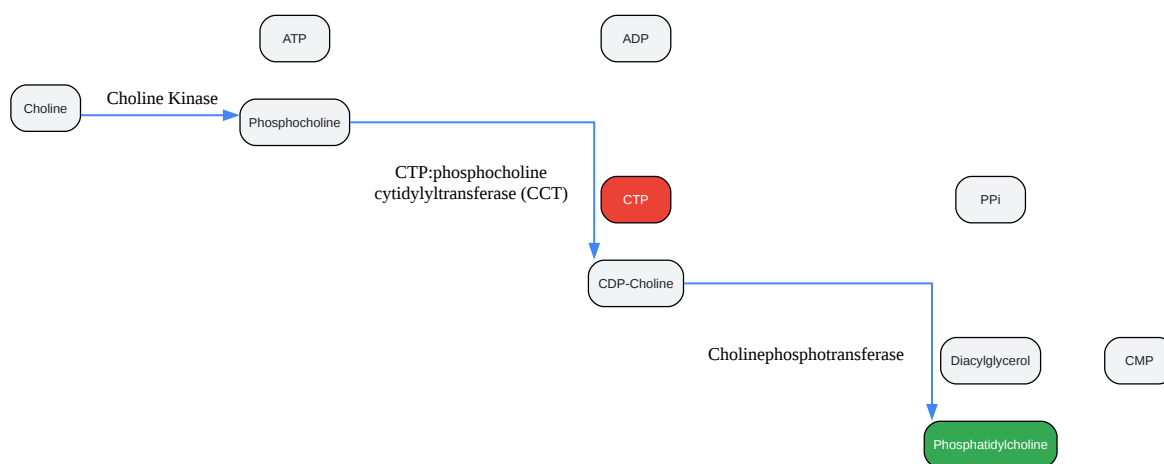 ATP
ADP
Choline
Choline Kinase
Phosphocholine
CTP:phosphocholine
cytidylyltransferase (CCT)
CTP
PPi
CDP-Choline
Cholinephosphotransferase
Diacylglycerol
CMP
Phosphatidylcholine